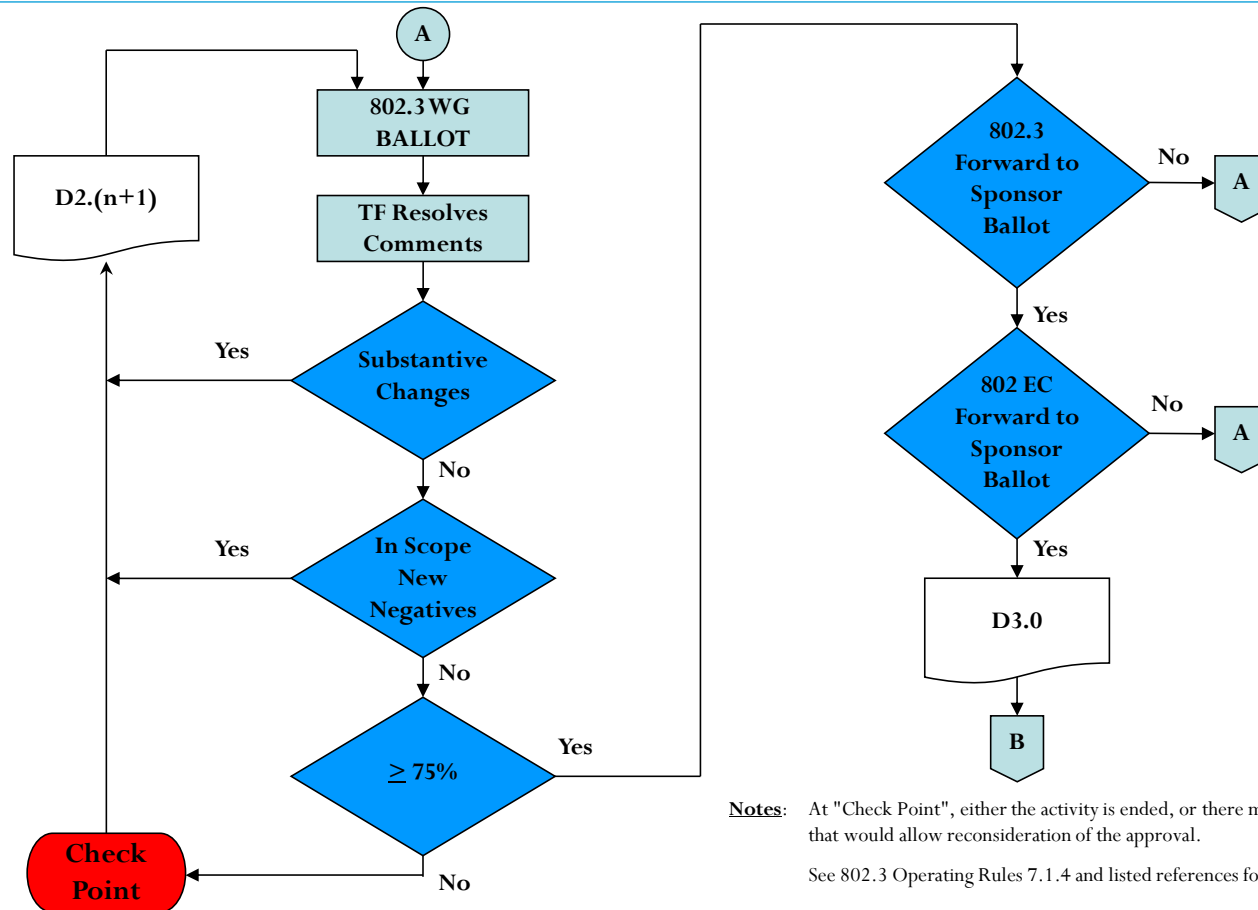 A
802.3 WG
BALLOT
D2.(n+1)
TF Resolves
Comments
Yes
Substantive
Changes
No
Yes
In Scope
New
Negatives
No
≥ 75%
Yes
Check
Point
No
802.3
Forward to
Sponsor
Ballot
No
A
Yes
802 EC
Forward to
Sponsor
Ballot
No
A
Yes
D3.0
B
Notes: At "Check Point", either the activity is ended, or there
that would allow reconsideration of the approval.
See 802.3 Operating Rules 7.1.4 and listed references